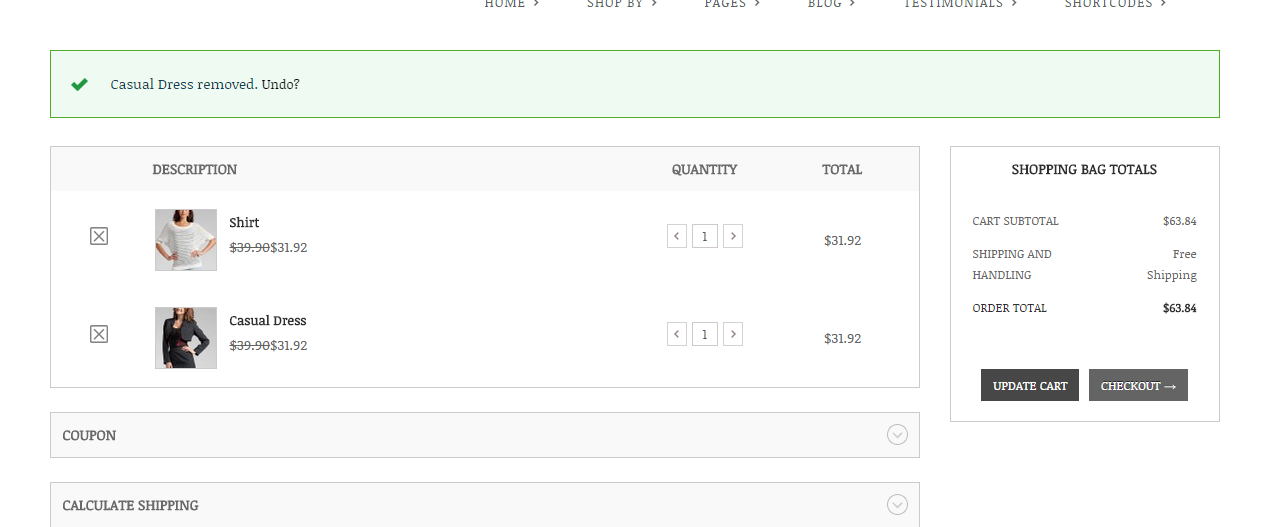 HOME SHOP BY PAGES BLOG TESTIMONIALS SHORTCODES
Casual Dress removed. Undo?
DESCRIPTION QUANTITY TOTAL
Shirt
$39.90$31.92
1
$31.92
Casual Dress
$39.90$31.92
1
$31.92
COUPON
CALCULATE SHIPPING
SHOPPING BAG TOTALS
CART SUBTOTAL $63.84
SHIPPING AND Free
HANDLING Shipping
ORDER TOTAL $63.84
UPDATE CART CHECKOUT →